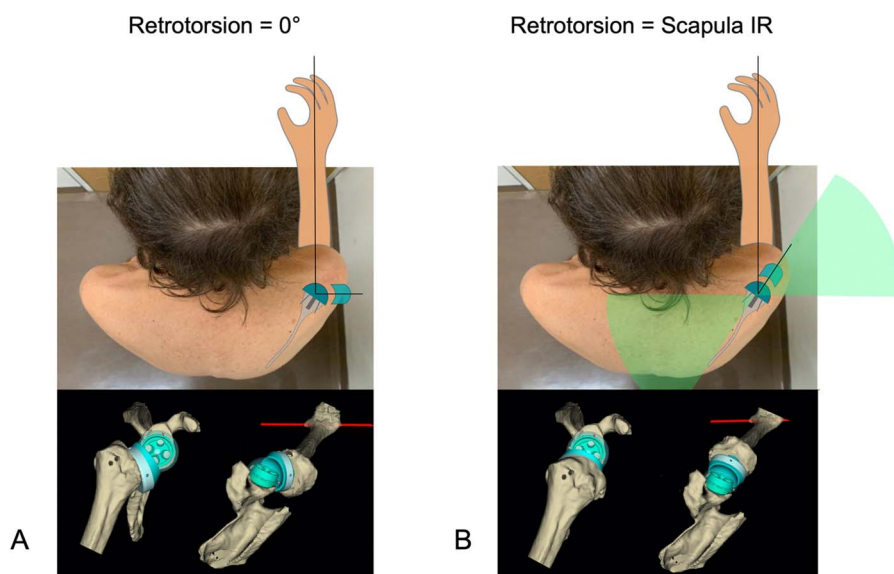 Retrotorsion = 0°
Retrotorsion = Scapula IR
A
B